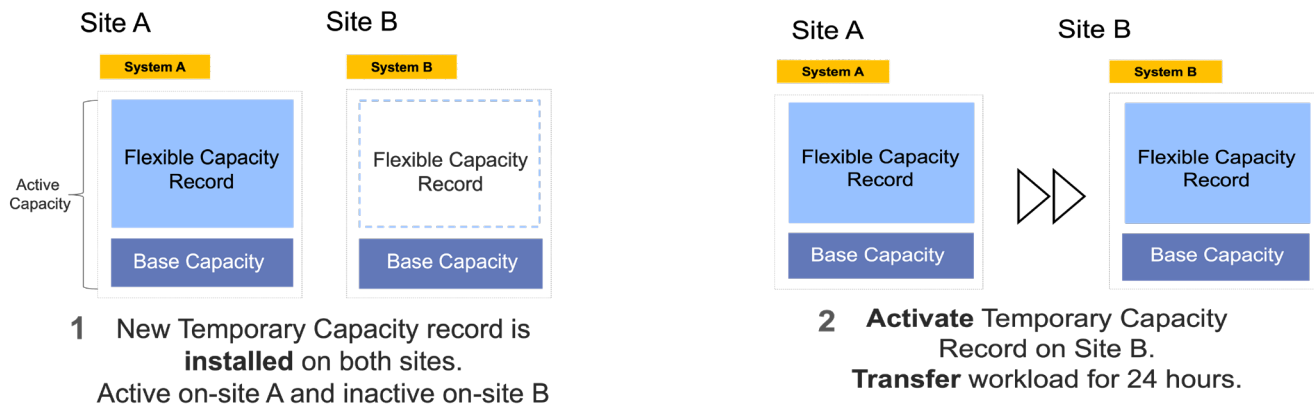 Site A
Site B
System A
System B
Flexible Capacity
Record
Flexible Capacity
Record
Active
Capacity
Base Capacity
Base Capacity
1 New Temporary Capacity record is
installed on both sites.
Active on-site A and inactive on-site B
Site A
Site B
System A
System B
Flexible Capacity
Record
Flexible Capacity
Record
Base Capacity
Base Capacity
2 Activate Temporary Capacity
Record on Site B.
Transfer workload for 24 hours.